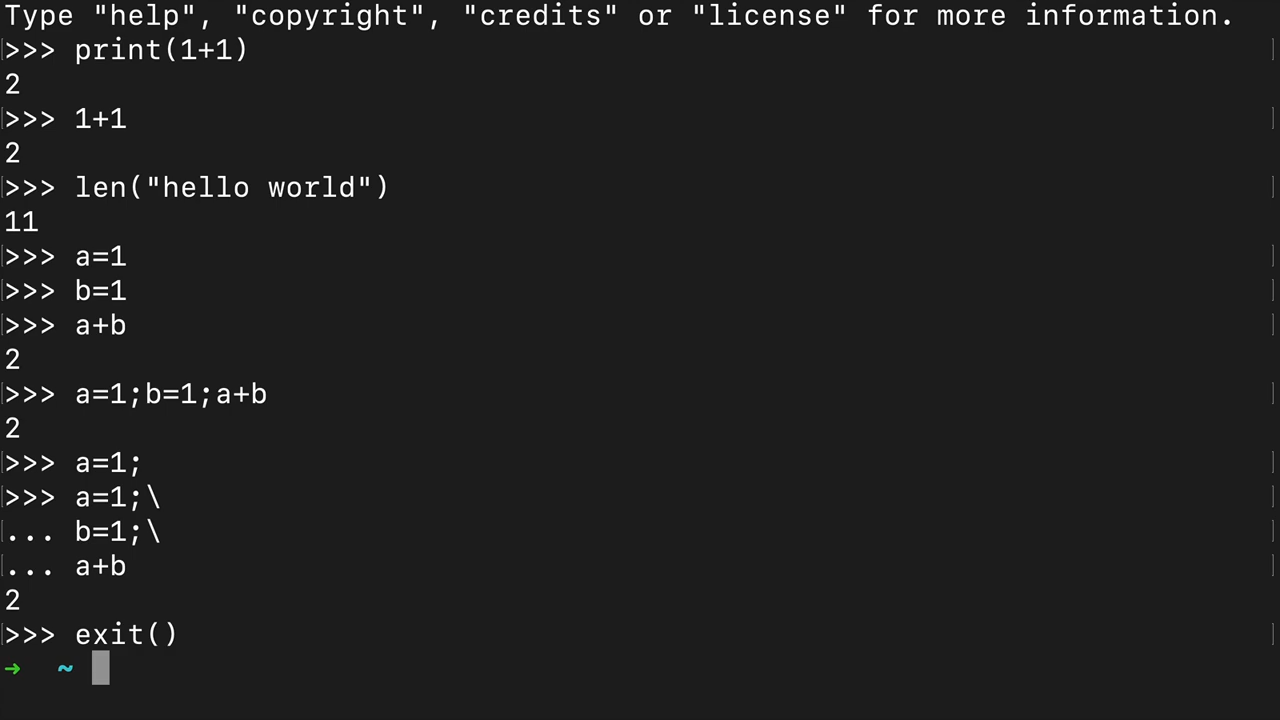 Type "help", "copyright", "credits" or "license" for more information.
>>> print(1+1)
2
>>> 1+1
2
>>> len("hello world")
11
>>> a=1
>>> b=1
>>> a+b
2
>>> a=1;b=1;a+b
2
>>> a=1;
>>> a=1;\
... b=1;\
... a+b
2
>>> exit()
➜ ~